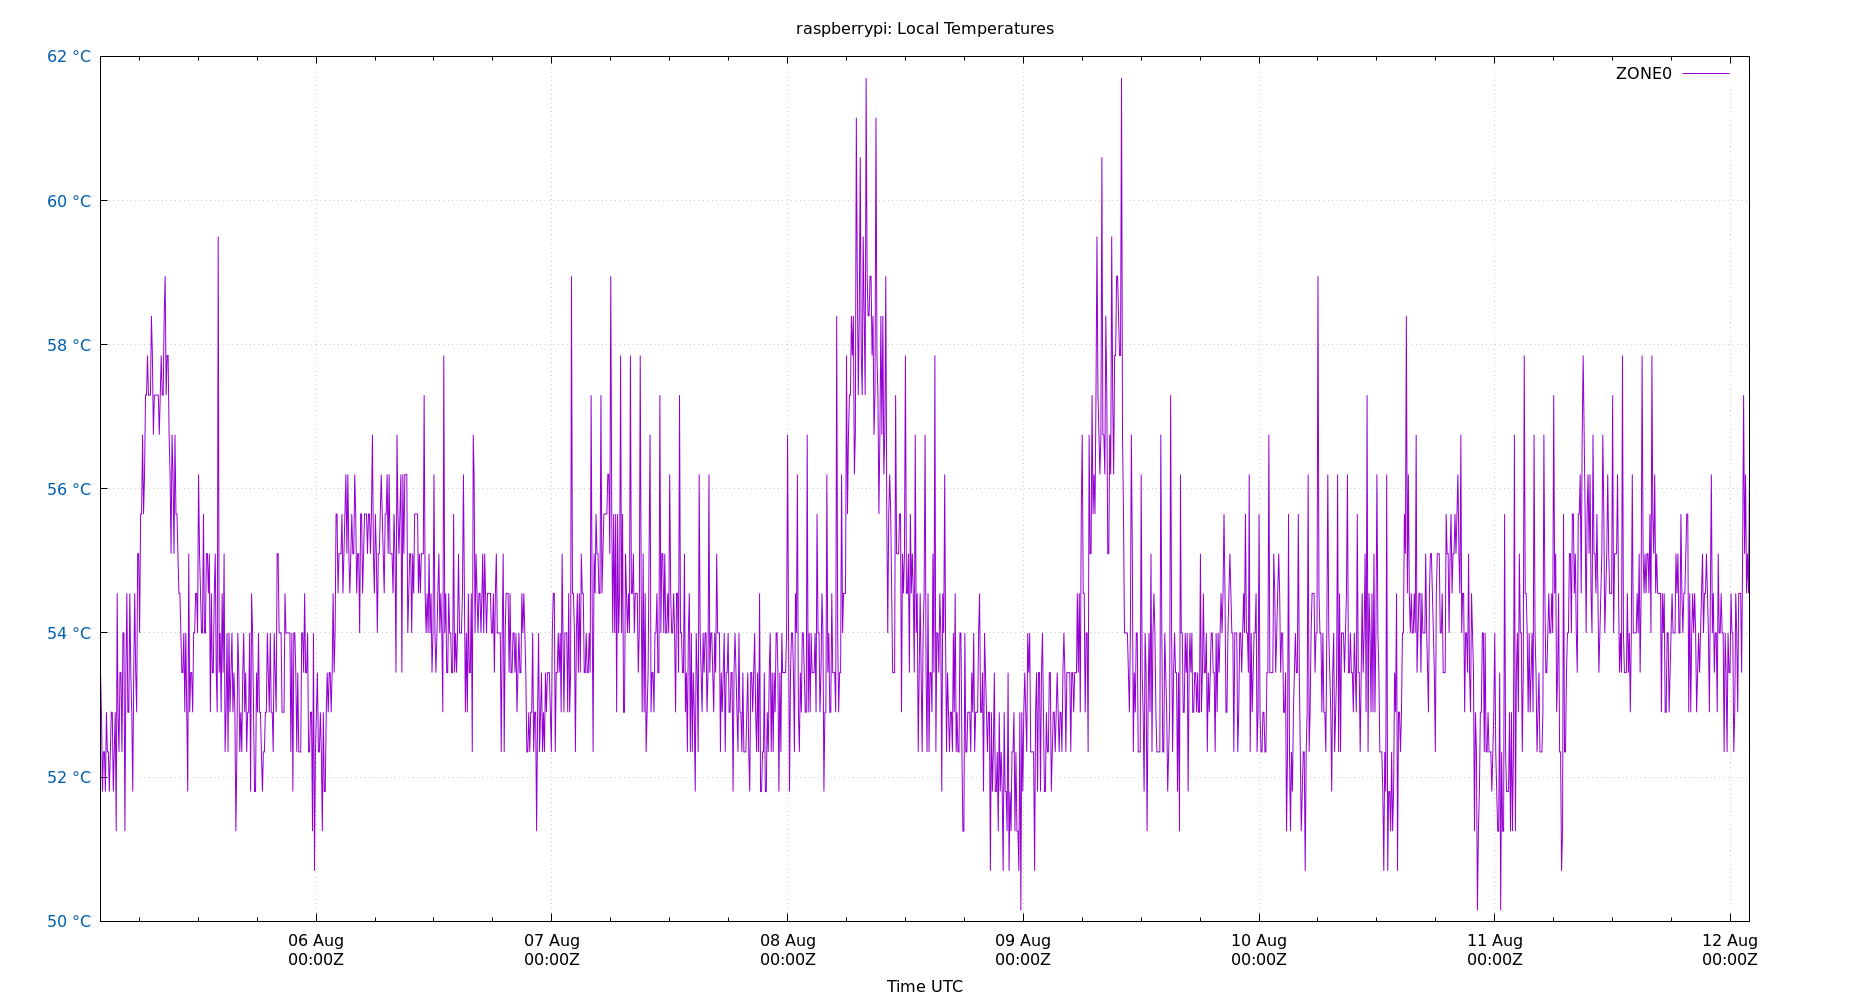 raspberrypi: Local Temperatures
62 °C
ZONE0
60 °C
58 °C
56 °C
54 °C
52 °C
50 °C
06 Aug 07 Aug 08 Aug 09 Aug 10 Aug 11 Aug 12 Aug
00:00Z 00:00Z 00:00Z 00:00Z 00:00Z 00:00Z 00:00Z
Time UTC